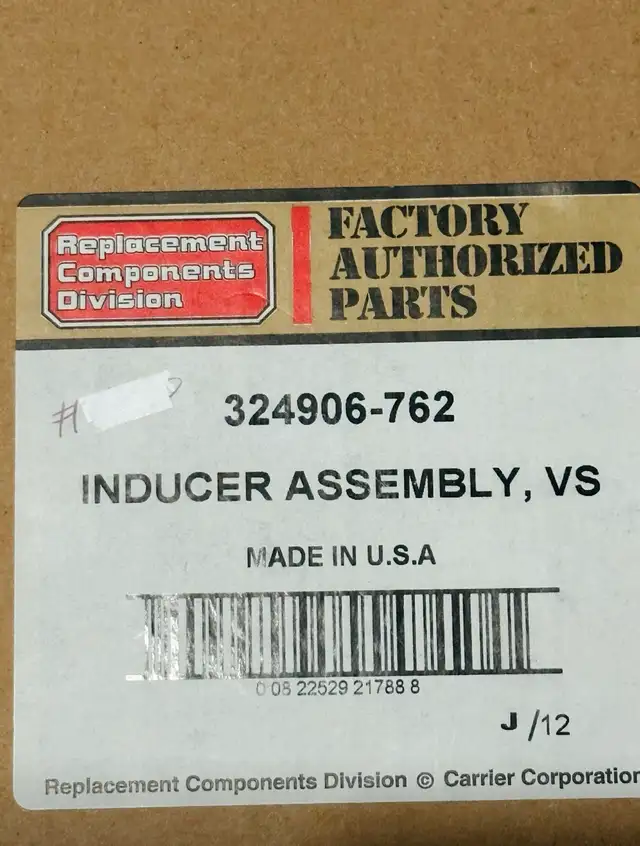 Replacement
Components
Division
FACTORY
AUTHORIZED
PARTS
#
324906-762
INDUCER ASSEMBLY, VS
MADE IN U.S.A
0 08 22529 21788 8
J /12
Replacement Components Division © Carrier Corporation